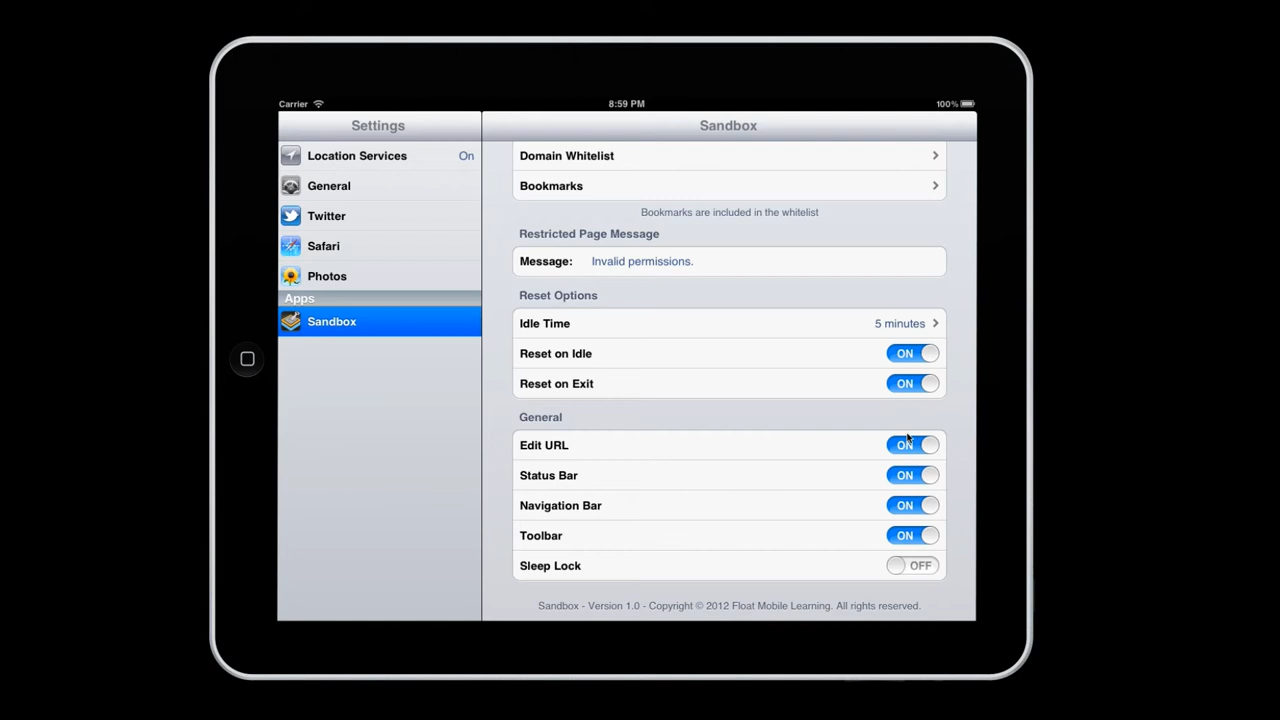 Carrier 8:59 PM 100%
Settings
Location Services On
General
Twitter
Safari
Photos
Apps
Sandbox
Sandbox
Domain Whitelist
Bookmarks
Bookmarks are included in the whitelist
Restricted Page Message
Message: Invalid permissions.
Reset Options
Idle Time 5 minutes
Reset on Idle ON
Reset on Exit ON
General
Edit URL ON
Status Bar ON
Navigation Bar ON
Toolbar ON
Sleep Lock OFF
Sandbox - Version 1.0 - Copyright © 2012 Float Mobile Learning. All rights reserved.